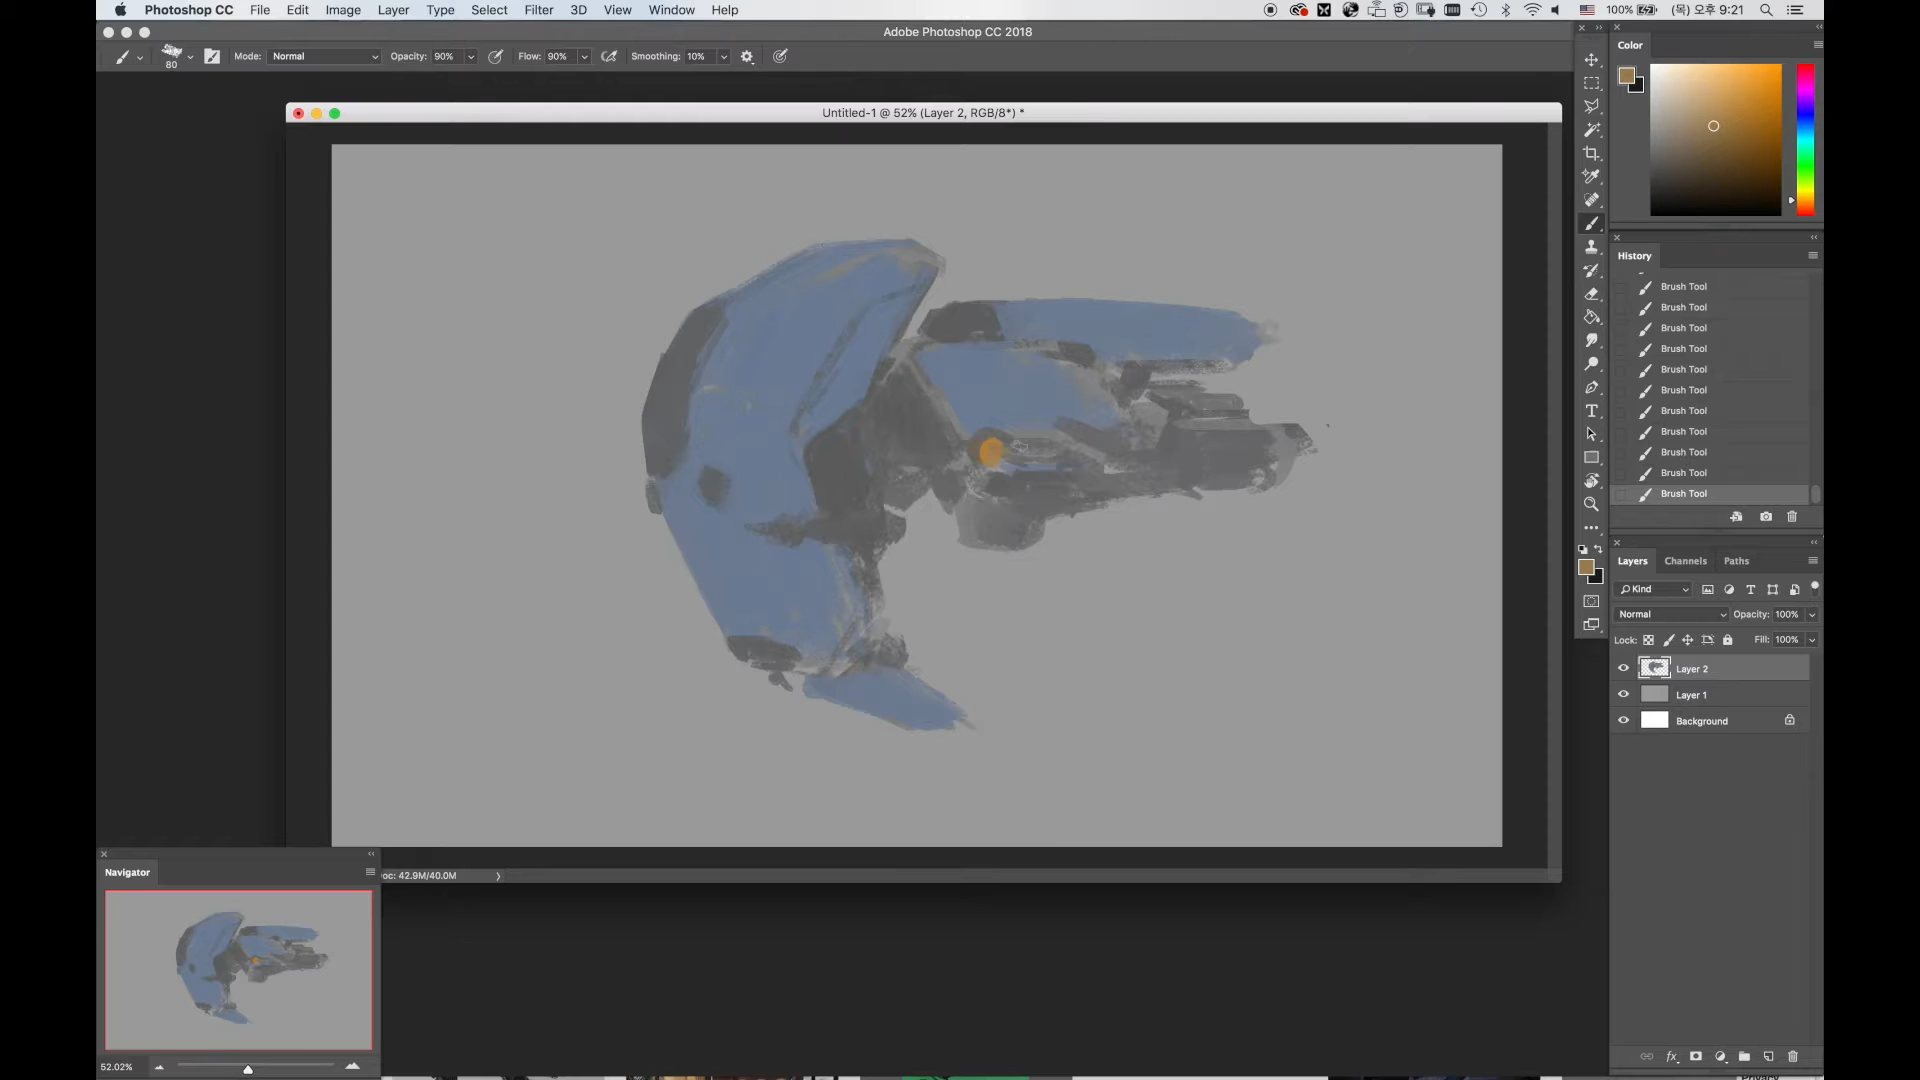 Photoshop CC File Edit Image Layer Type Select Filter 3D View Window Help 100% (목) 오후 9:21
Adobe Photoshop CC 2018
80 Mode: Normal Opacity: 90% Flow: 90% Smoothing: 10%
Color
Untitled-1 @ 52% (Layer 2, RGB/8*) *
History
Brush Tool
Brush Tool
Brush Tool
Brush Tool
Brush Tool
Brush Tool
Brush Tool
Brush Tool
Brush Tool
Brush Tool
Brush Tool
Layers Channels Paths
Kind
Normal Opacity: 100%
Lock: Fill: 100%
Layer 2
Layer 1
Background
Navigator
oc: 42.9M/40.0M
52.02%
fx